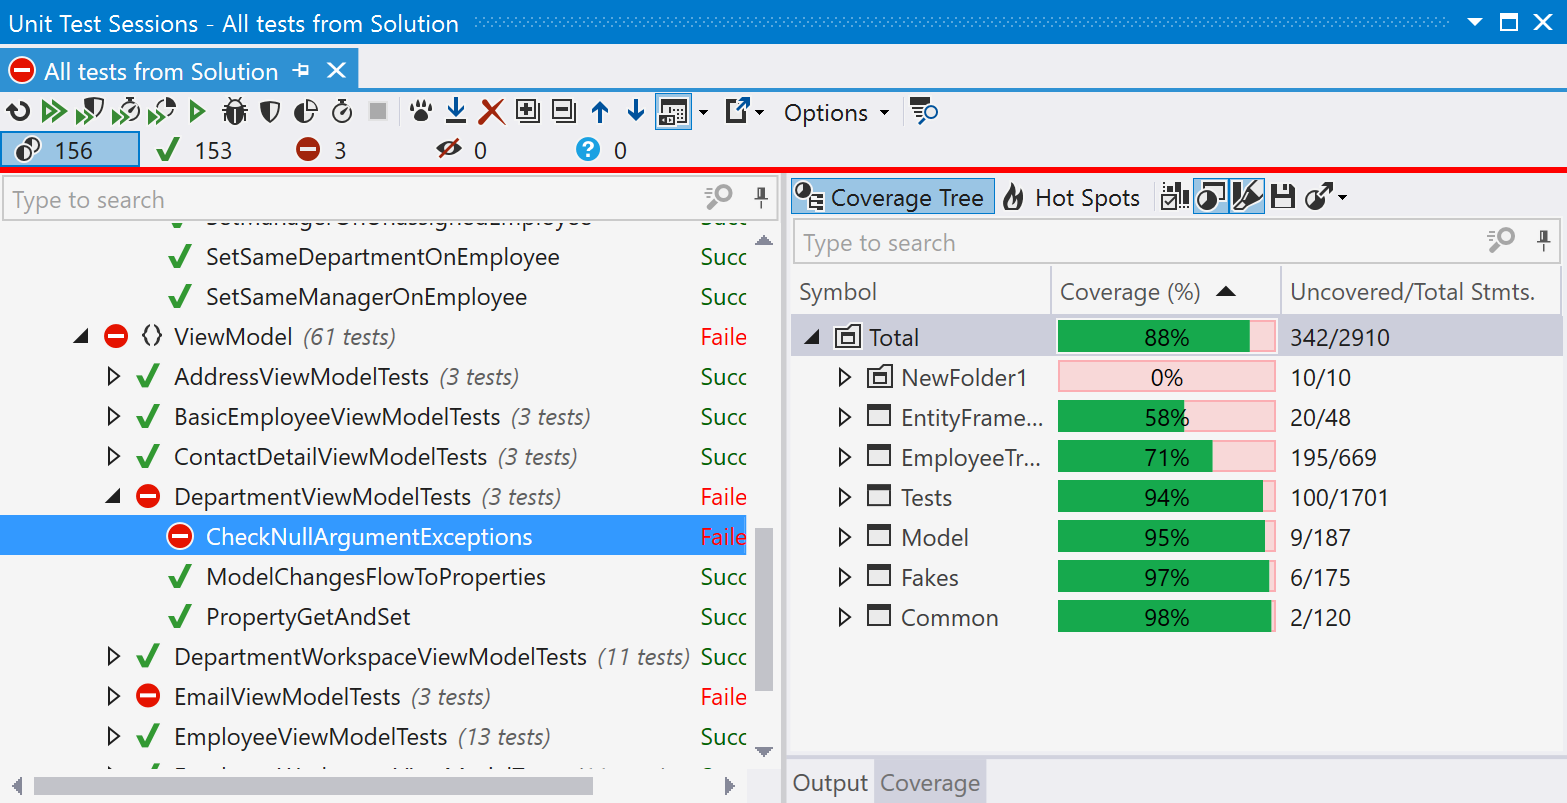 Unit Test Sessions - All tests from Solution
All tests from Solution
Options
156 153 3 0 0
Type to search
SetSameDepartmentOnEmployee Succ
SetSameManagerOnEmployee Succ
ViewModel (61 tests) Faile
AddressViewModelTests (3 tests) Succ
BasicEmployeeViewModelTests (3 tests) Succ
ContactDetailViewModelTests (3 tests) Succ
DepartmentViewModelTests (3 tests) Faile
CheckNullArgumentExceptions Faile
ModelChangesFlowToProperties Succ
PropertyGetAndSet Succ
DepartmentWorkspaceViewModelTests (11 tests) Succ
EmailViewModelTests (3 tests) Faile
EmployeeViewModelTests (13 tests) Succ
Coverage Tree Hot Spots
Type to search
Symbol Coverage (%) Uncovered/Total Stmts.
Total 88% 342/2910
NewFolder1 0% 10/10
EntityFrame... 58% 20/48
EmployeeTr... 71% 195/669
Tests 94% 100/1701
Model 95% 9/187
Fakes 97% 6/175
Common 98% 2/120
Output Coverage